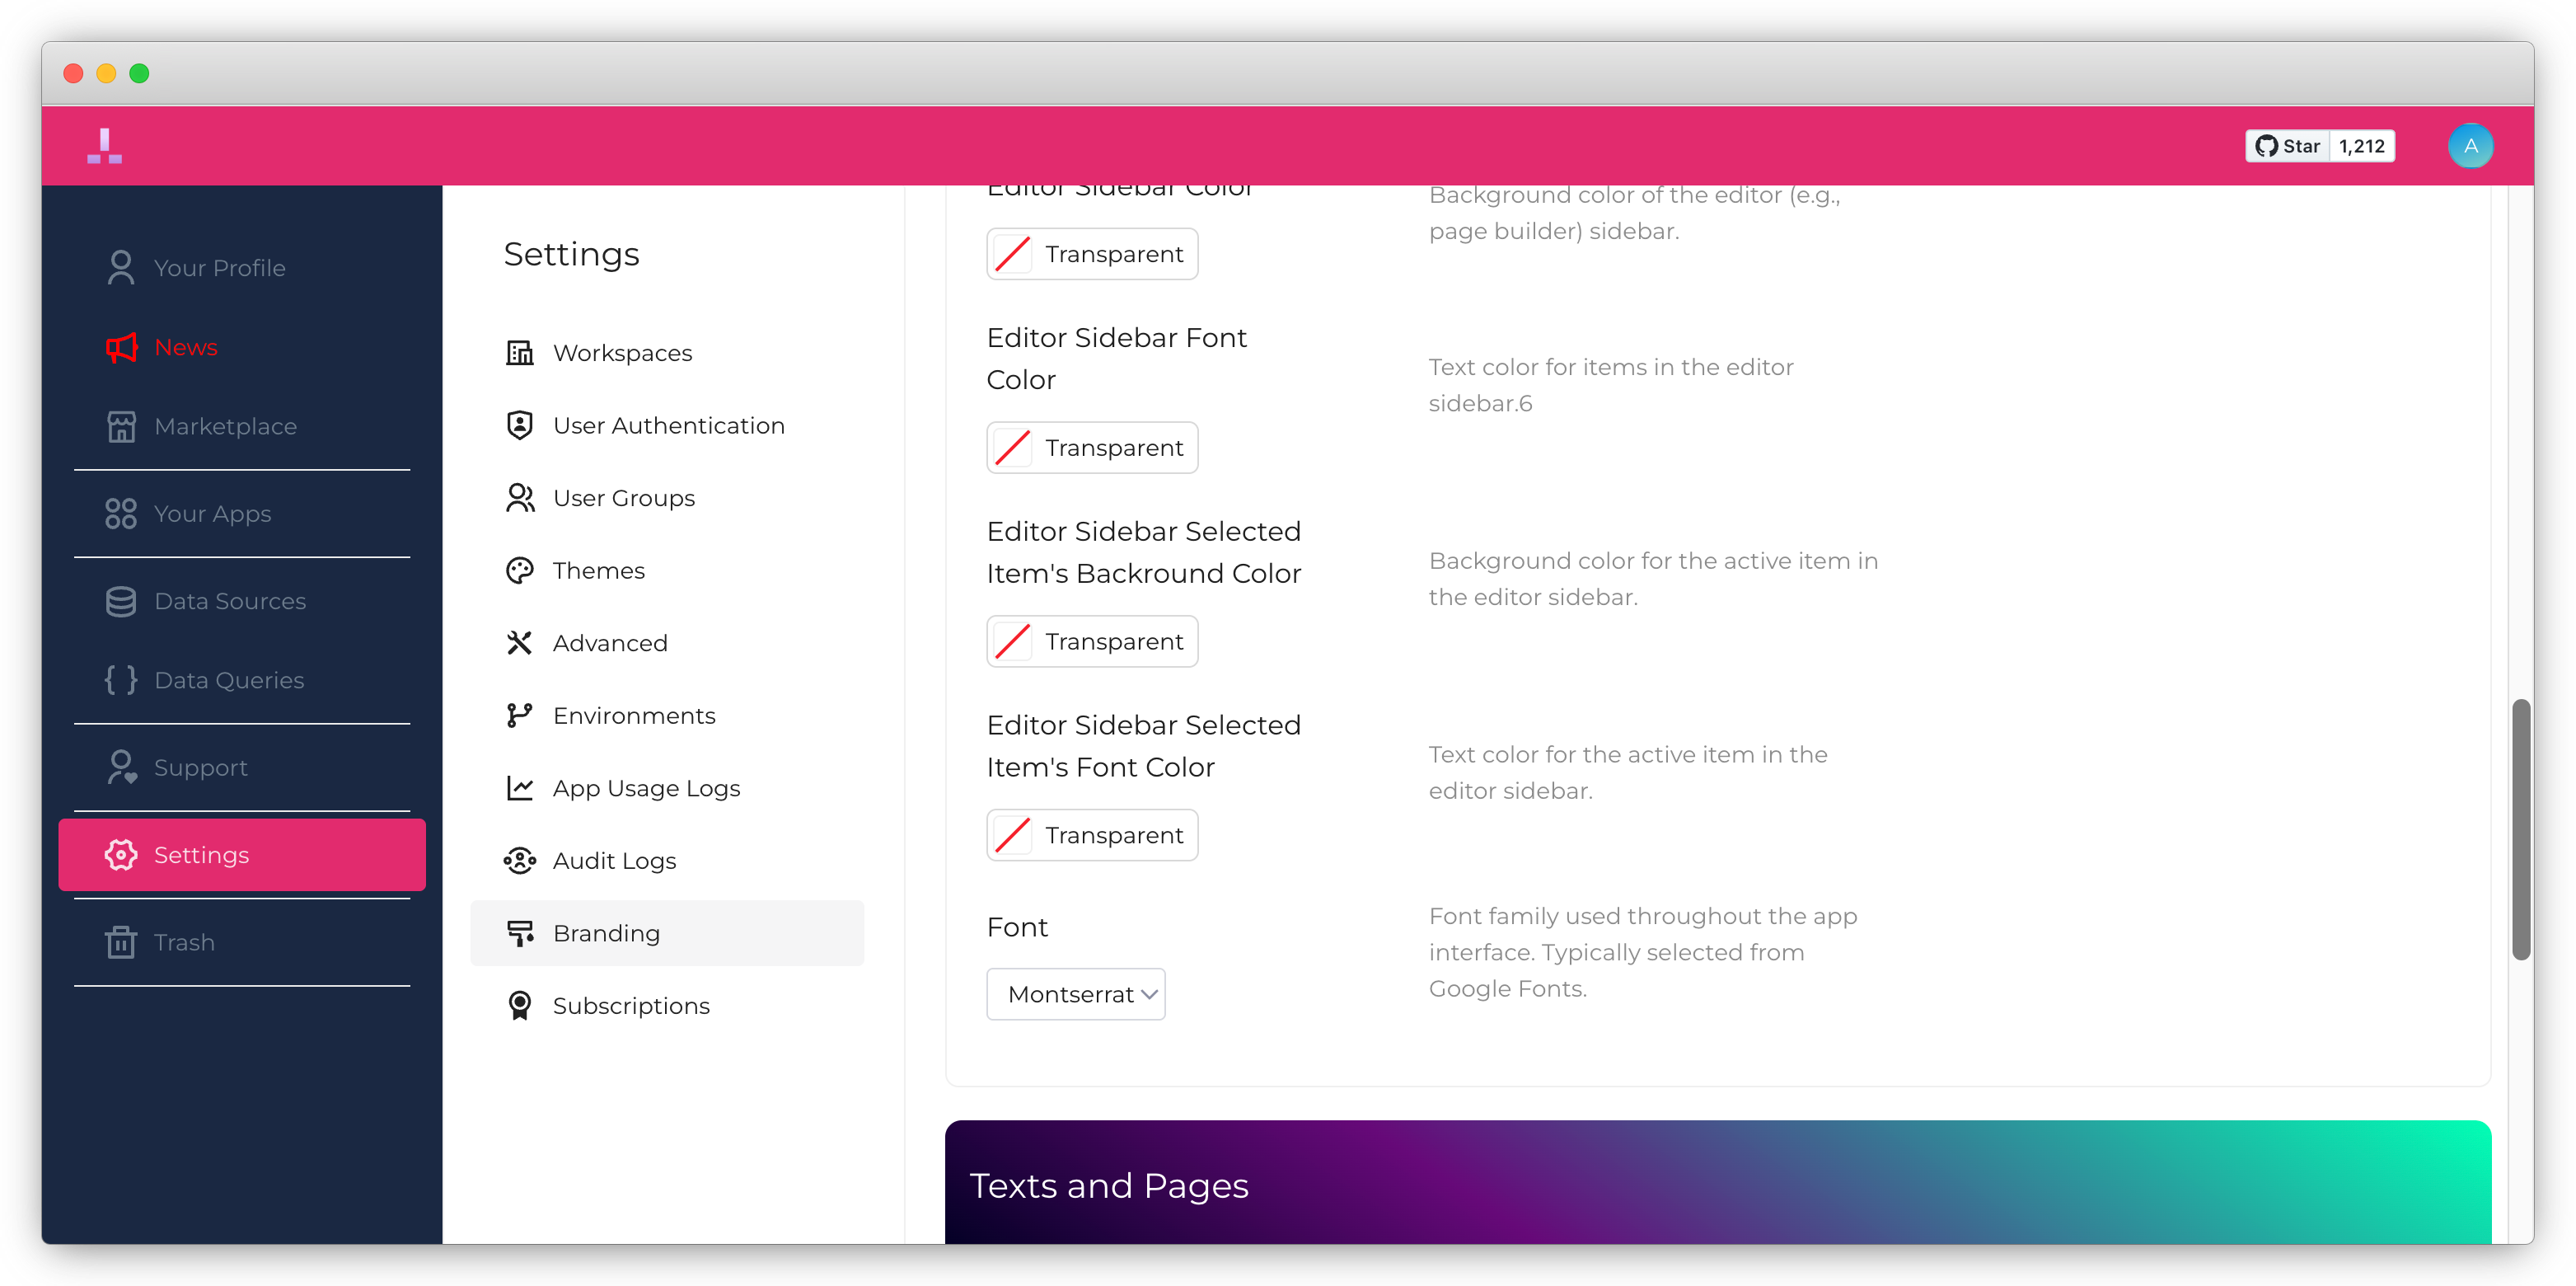 Star 1,212
A
Your Profile
News
Marketplace
Your Apps
Data Sources
Data Queries
Support
Settings
Trash
Settings
Workspaces
User Authentication
User Groups
Themes
Advanced
Environments
App Usage Logs
Audit Logs
Branding
Subscriptions
Editor Sidebar Color
Transparent
Background color of the editor (e.g.,
page builder) sidebar.
Editor Sidebar Font
Color
Transparent
Text color for items in the editor
sidebar.6
Editor Sidebar Selected
Item's Backround Color
Transparent
Background color for the active item in
the editor sidebar.
Editor Sidebar Selected
Item's Font Color
Transparent
Text color for the active item in the
editor sidebar.
Font
Montserrat
Font family used throughout the app
interface. Typically selected from
Google Fonts.
Texts and Pages